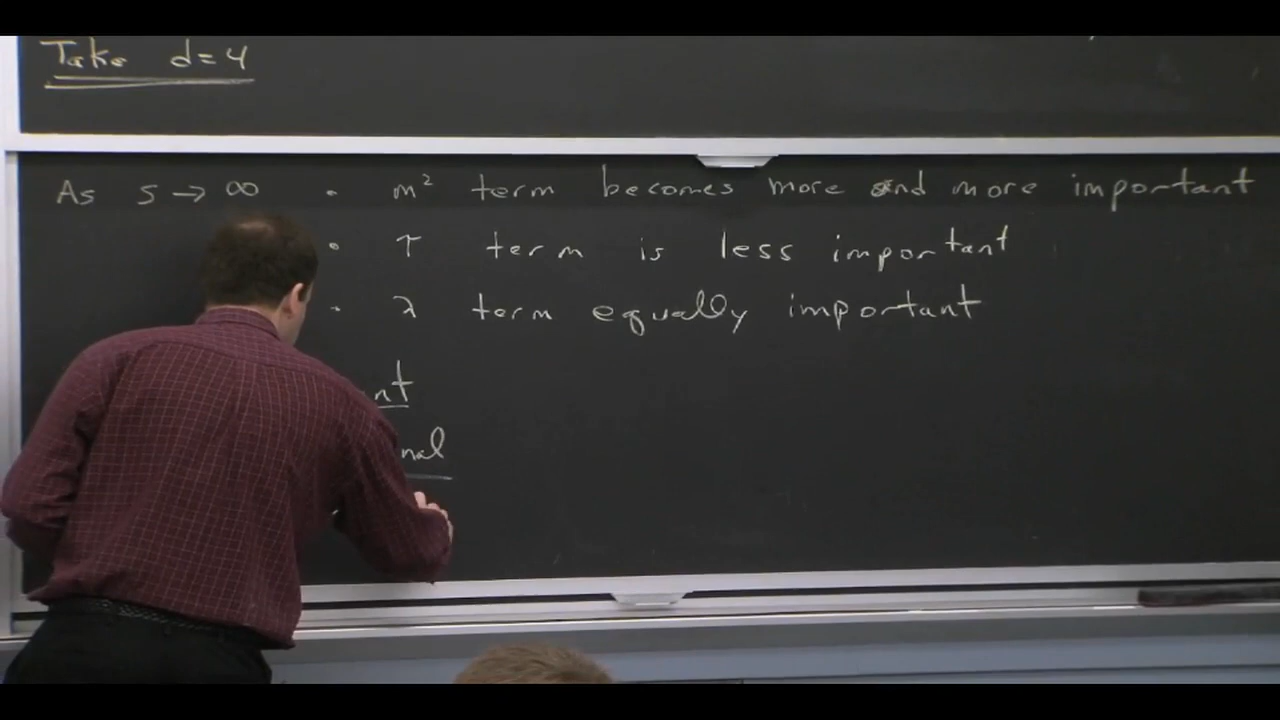 Take d=4
As s → ∞ • m² term becomes more and more important
• τ term is less important
• λ term equally important
nt
nal